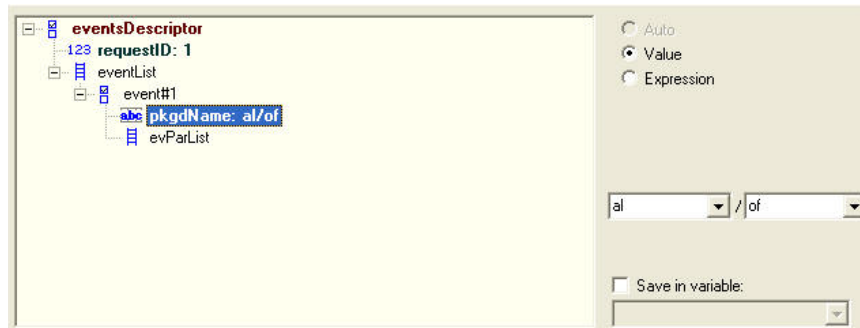 eventsDescriptor
123 requestID: 1
eventList
event#1
abc pkgdName: al/of
evParList
Auto
Value
Expression
al / of
Save in variable: